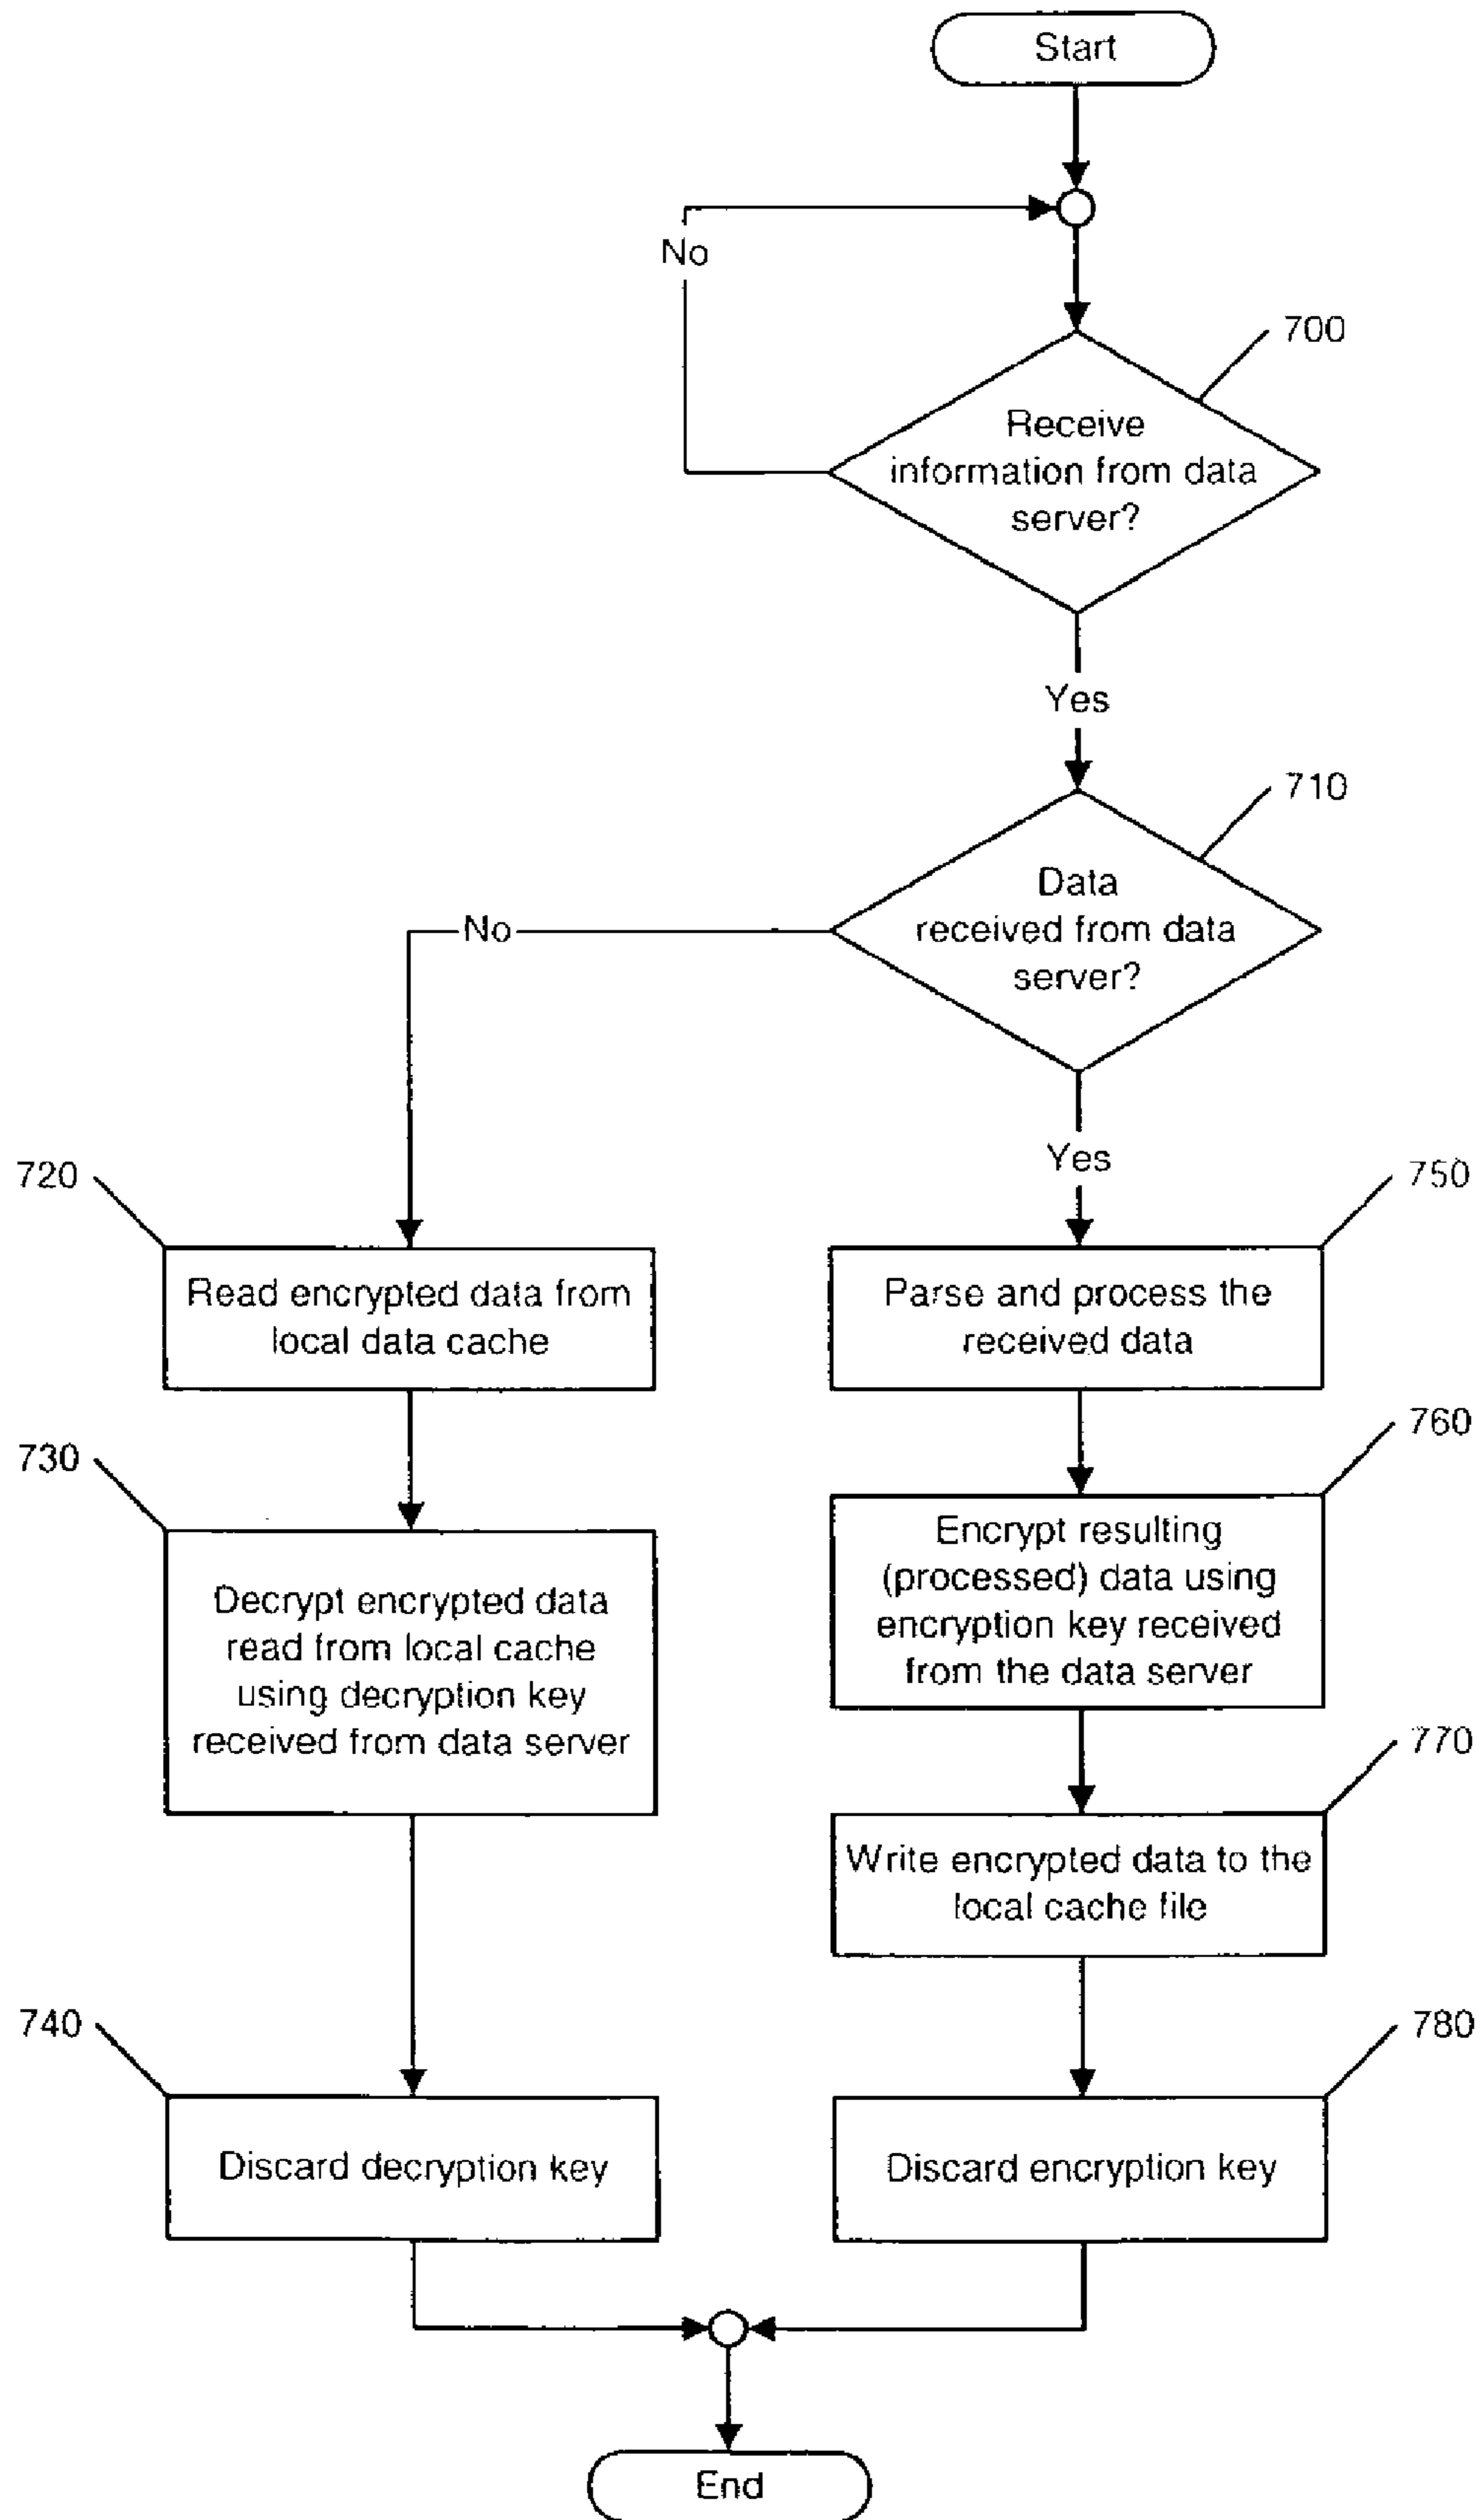 Start
No
700
Receive
information from data
server?
Yes
710
Data
received from data
server?
No
Yes
720
750
Read encrypted data from
local data cache
Parse and process the
received data
730
760
Decrypt encrypted data
read from local cache
using decryption key
received from data server
Encrypt resulting
(processed) data using
encryption key received
from the data server
770
Write encrypted data to the
local cache file
740
780
Discard decryption key
Discard encryption key
End